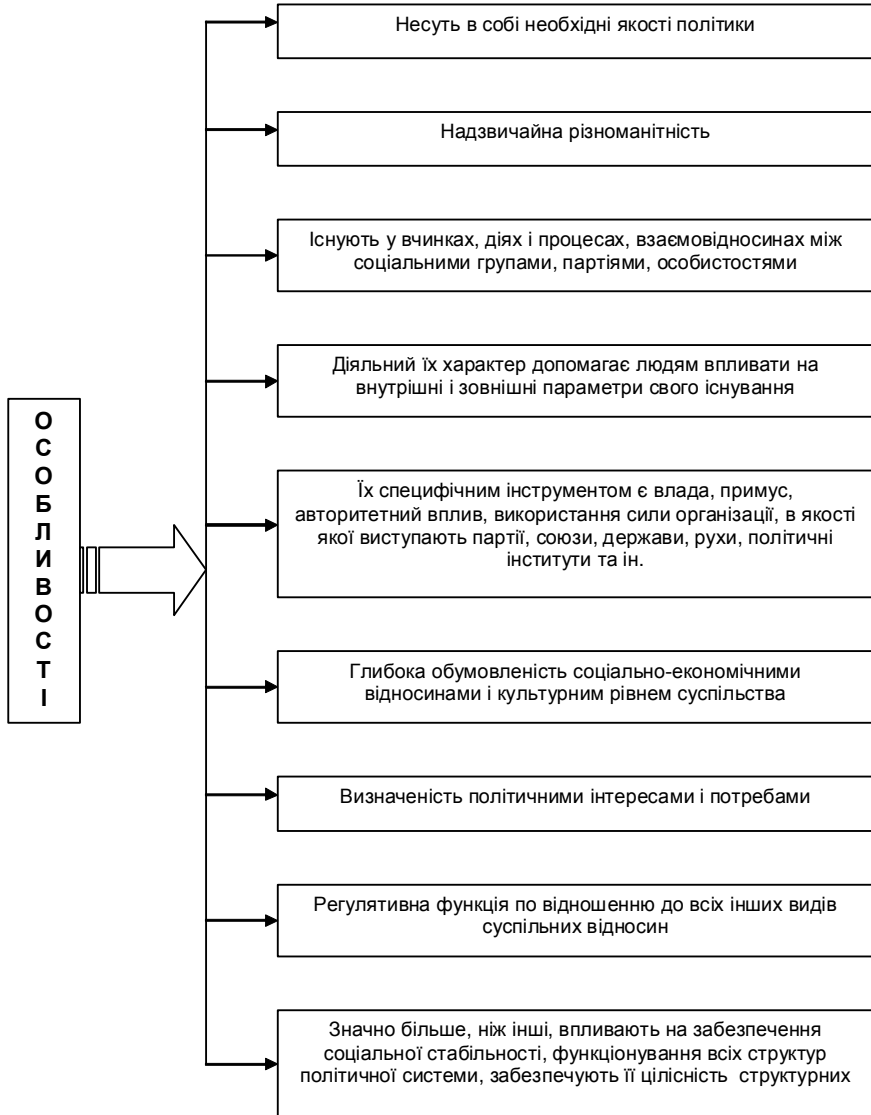 Несуть в собі необхідні якості політики
Надзвичайна різноманітність
Існують у вчинках, діях і процесах, взаємовідносинах між
соціальними групами, партіями, особистостями
Діяльний їх характер допомагає людям впливати на
внутрішні і зовнішні параметри свого існування
ОСОБЛИВОСТІ
Їх специфічним інструментом є влада, примус,
авторитетний вплив, використання сили організації, в якості
якої виступають партії, союзи, держави, рухи, політичні
інститути та ін.
Глибока обумовленість соціально-економічними
відносинами і культурним рівнем суспільства
Визначеність політичними інтересами і потребами
Регулятивна функція по відношенню до всіх інших видів
суспільних відносин
Значно більше, ніж інші, впливають на забезпечення
соціальної стабільності, функціонування всіх структур
політичної системи, забезпечують її цілісність структурних